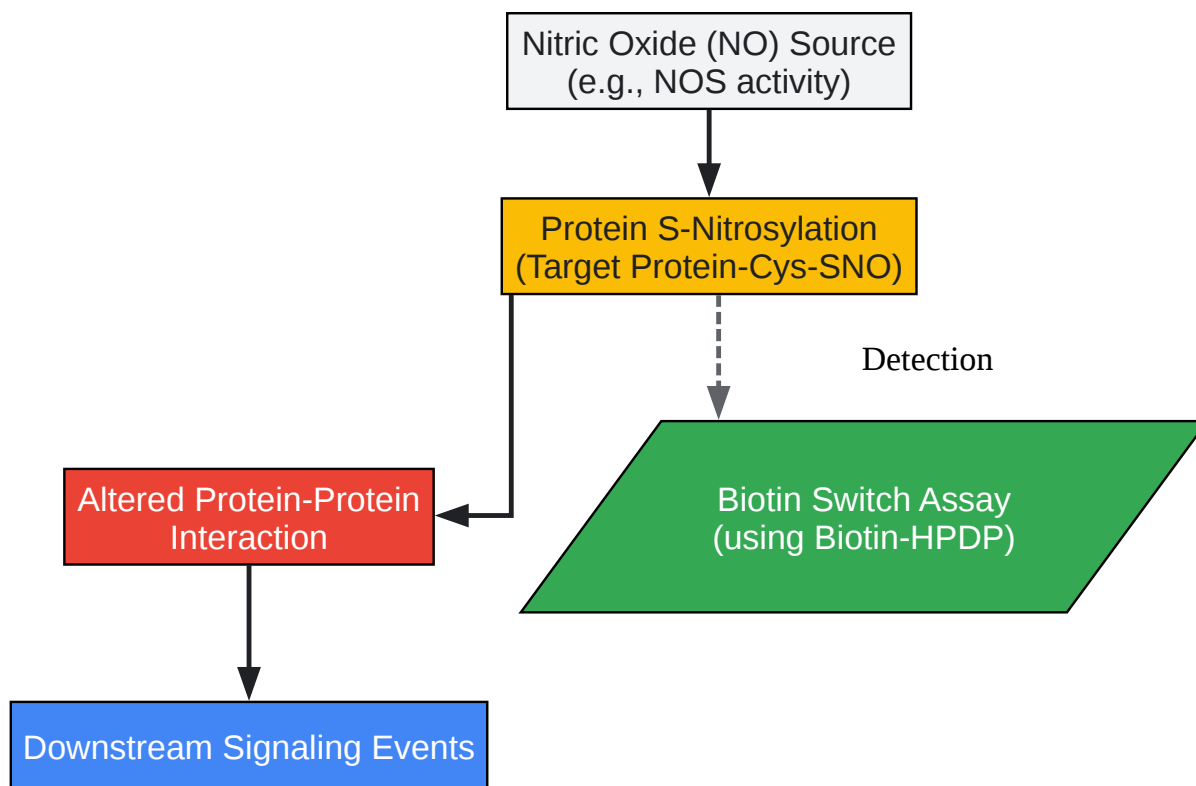 Nitric Oxide (NO) Source
(e.g., NOS activity)
Protein S-Nitrosylation
(Target Protein-Cys-SNO)
Detection
Altered Protein-Protein
Interaction
Biotin Switch Assay
(using Biotin-HPDP)
Downstream Signaling Events